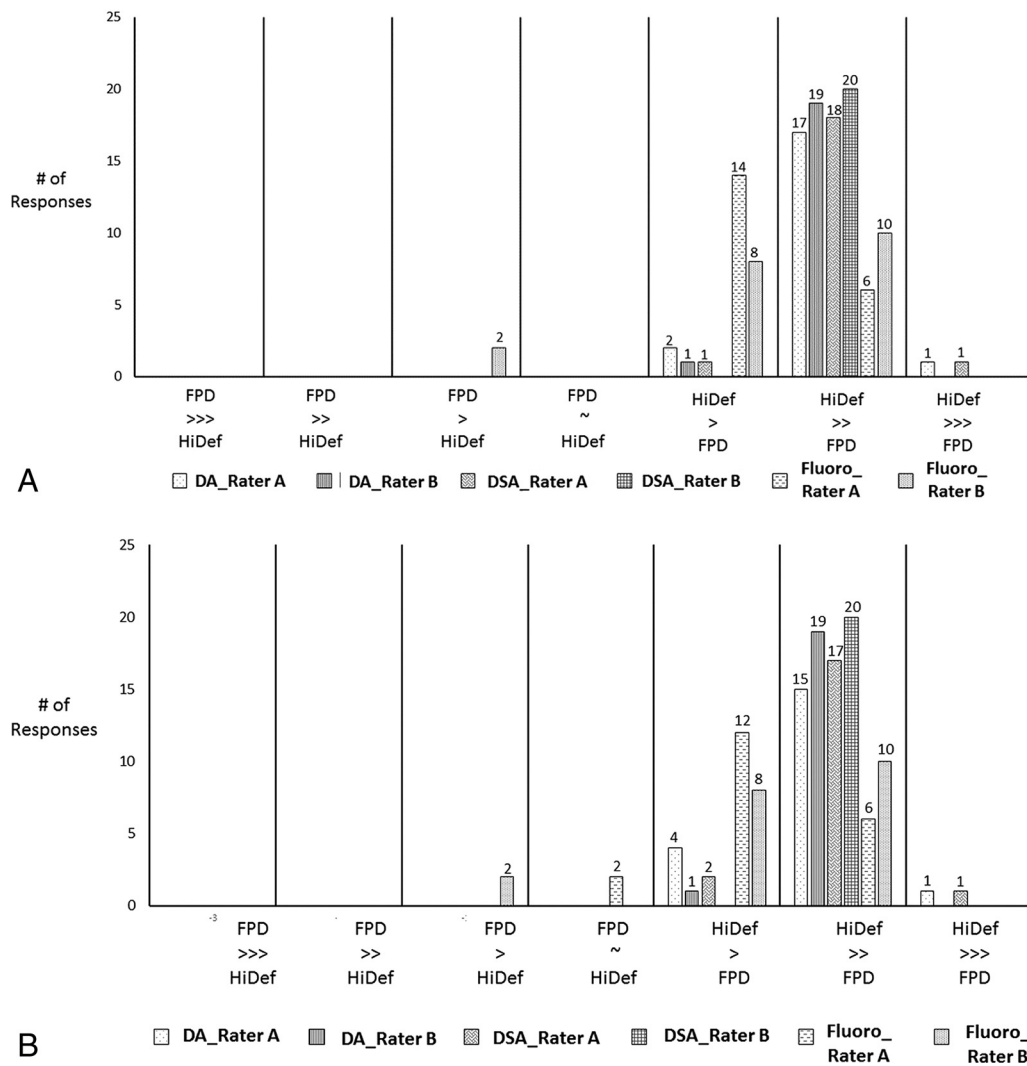 25
20
15
10
5
0
# of
Responses
2
2
1
1
14
8
17
19
18
20
6
10
1
1
FPD
>>>
HiDef
FPD
>>
HiDef
FPD
>
HiDef
FPD
~
HiDef
HiDef
>
FPD
HiDef
>>
FPD
HiDef
>>>
FPD
A
DA_Rater A
DA_Rater B
DSA_Rater A
DSA_Rater B
Fluoro_
Rater A
Fluoro_
Rater B
25
20
15
10
5
0
# of
Responses
2
2
4
1
2
12
8
15
19
17
20
6
10
1
1
-3
FPD
>>>
HiDef
FPD
>>
HiDef
FPD
>
HiDef
FPD
~
HiDef
HiDef
>
FPD
HiDef
>>
FPD
HiDef
>>>
FPD
B
DA_Rater A
DA_Rater B
DSA_Rater A
DSA_Rater B
Fluoro_
Rater A
Fluoro_
Rater B